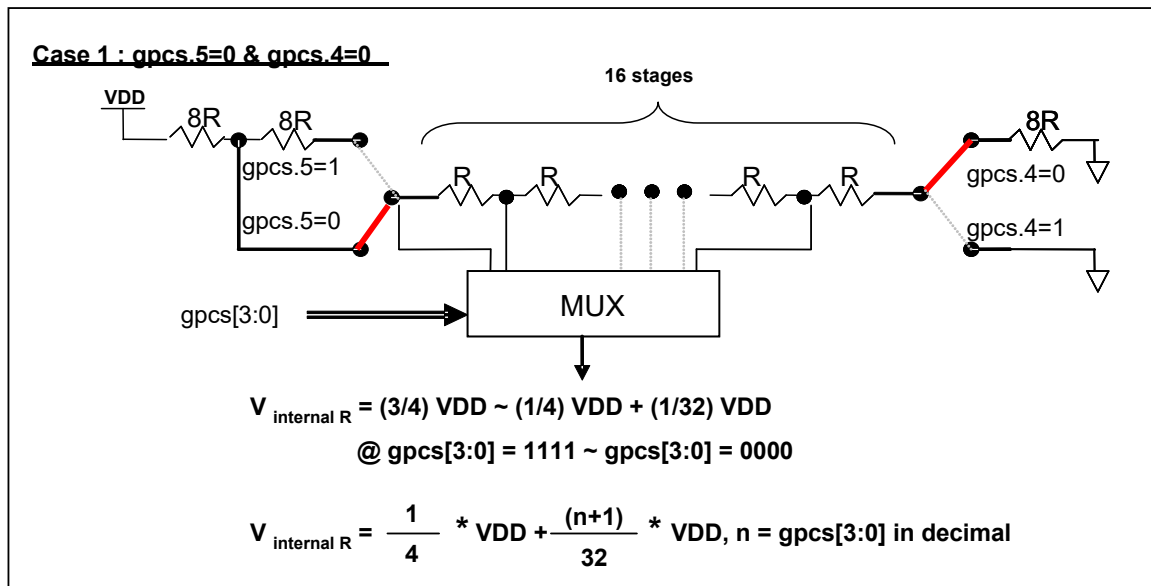 Case 1 : gpcs.5=0 & gpcs.4=0
16 stages
VDD
8R 8R 8R
gpcs.5=1
R R R R
gpcs.4=0
gpcs.5=0
gpcs.4=1
gpcs[3:0]
MUX
V internal R = (3/4) VDD ~ (1/4) VDD + (1/32) VDD
@ gpcs[3:0] = 1111 ~ gpcs[3:0] = 0000
V internal R = 1/4 * VDD + (n+1)/32 * VDD, n = gpcs[3:0] in decimal